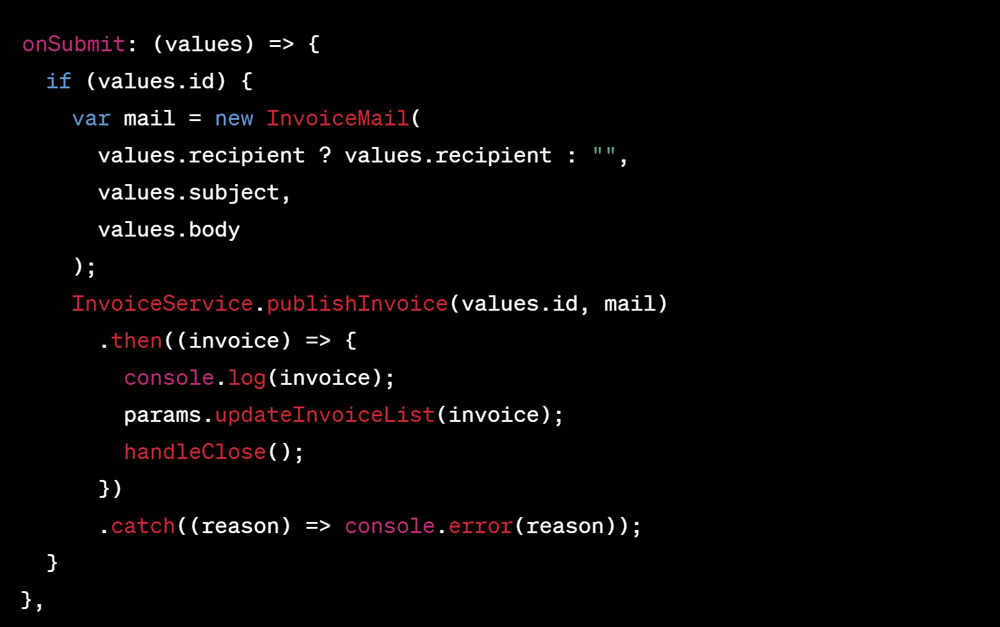 onSubmit: (values) => {
  if (values.id) {
    var mail = new InvoiceMail(
      values.recipient ? values.recipient : "",
      values.subject,
      values.body
    );
    InvoiceService.publishInvoice(values.id, mail)
      .then((invoice) => {
        console.log(invoice);
        params.updateInvoiceList(invoice);
        handleClose();
      })
      .catch((reason) => console.error(reason));
  }
},